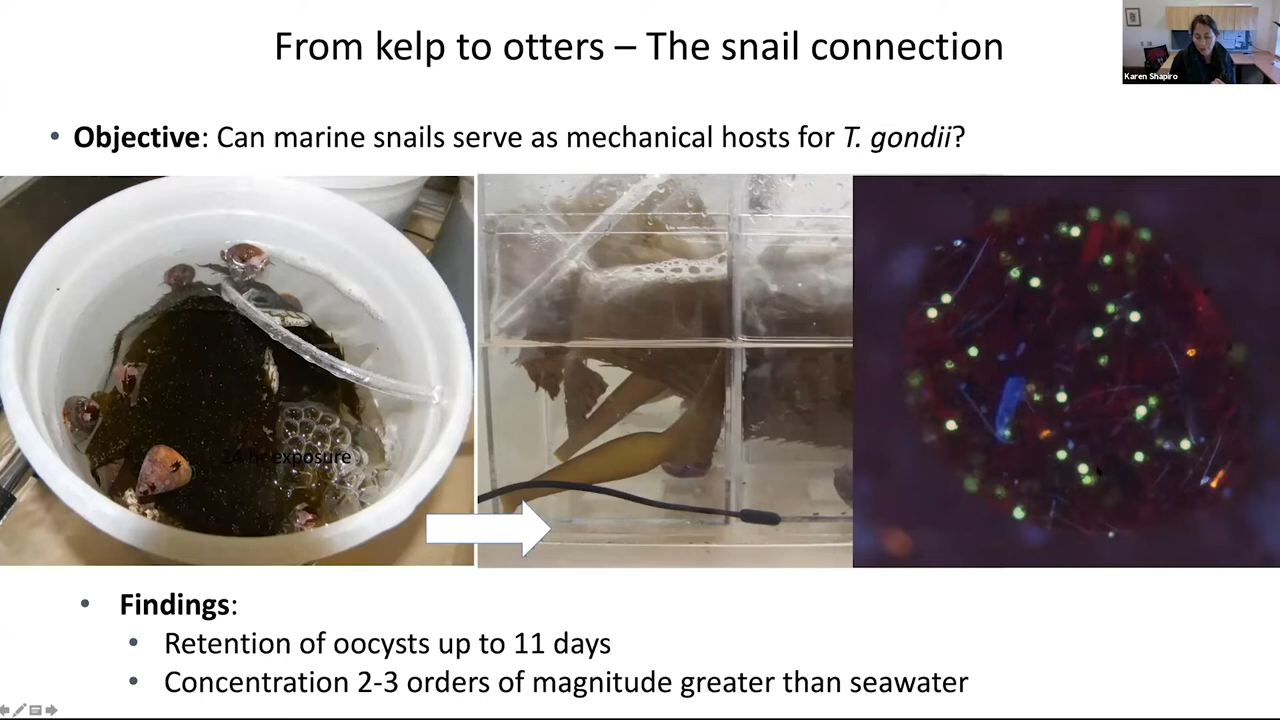 From kelp to otters – The snail connection
Karen Shapiro
• Objective: Can marine snails serve as mechanical hosts for T. gondii?
24 hr exposure
• Findings:
• Retention of oocysts up to 11 days
• Concentration 2-3 orders of magnitude greater than seawater